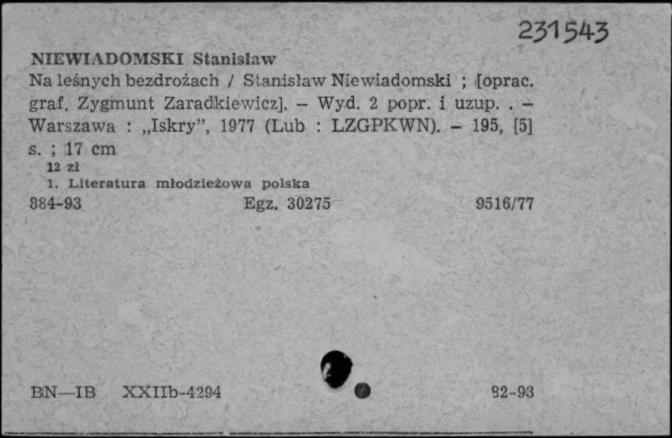 231543
NIEWIADOMSKI Stanisław
Na leśnych bezdrożach / Stanisław Niewiadomski ; [oprac.
graf. Zygmunt Zaradkiewicz]. — Wyd. 2 popr. i uzup. . —
Warszawa : „Iskry”, 1977 (Lub : LZGPKWN). — 195, [5]
s. ; 17 cm
12 zł
1. Literatura młodzieżowa polska
884-93 Egz. 30275 9516/77
BN—IB XXIIb-4294 82-93